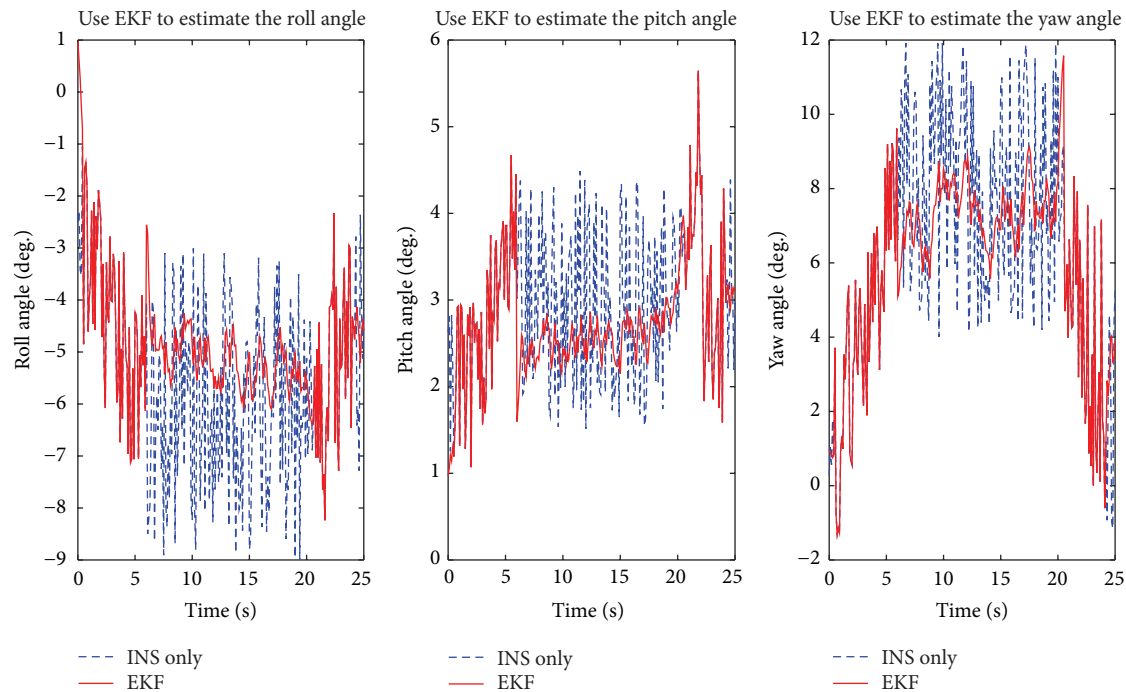 Use EKF to estimate the roll angle
1
0
−1
−2
−3
−4
−5
−6
−7
−8
−9
Roll angle (deg.)
0 5 10 15 20 25
Time (s)
INS only
EKF
Use EKF to estimate the pitch angle
6
5
4
3
2
1
0
Pitch angle (deg.)
0 5 10 15 20 25
Time (s)
INS only
EKF
Use EKF to estimate the yaw angle
12
10
8
6
4
2
0
−2
Yaw angle (deg.)
0 5 10 15 20 25
Time (s)
INS only
EKF